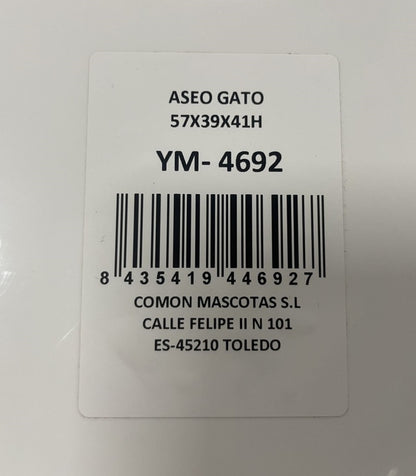 ASEO GATO
57X39X41H
YM- 4692
8 435419 446927
COMON MASCOTAS S.L
CALLE FELIPE II N 101
ES-45210 TOLEDO